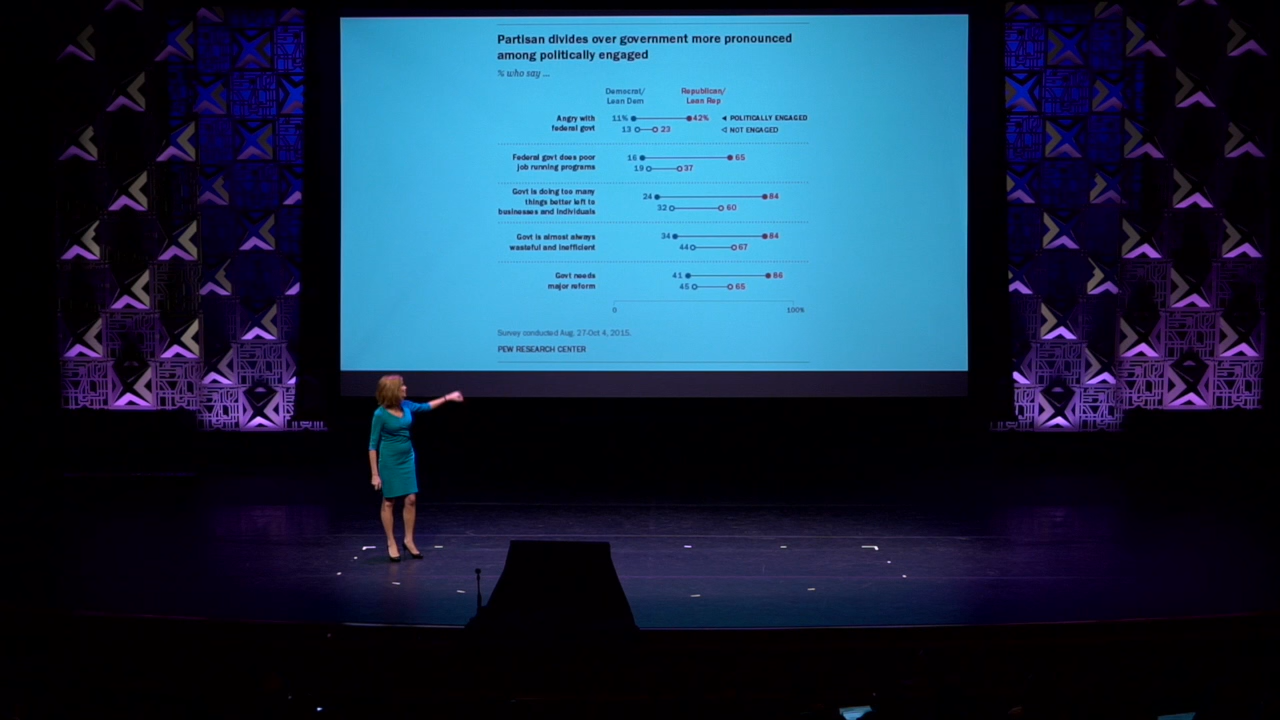 Partisan divides over government more pronounced
among politically engaged
% who say ...
Democrat/ Republican/
Lean Dem Lean Rep
Angry with 11% 42% ◄ POLITICALLY ENGAGED
federal govt 13 23 ◁ NOT ENGAGED
Federal govt does poor 16 65
job running programs 19 37
Govt is doing too many
things better left to 24 84
businesses and individuals 32 60
Govt is almost always 34 84
wasteful and inefficient 44 67
Govt needs 41 86
major reform 45 65
0 100%
Survey conducted Aug. 27-Oct 4, 2015.
PEW RESEARCH CENTER